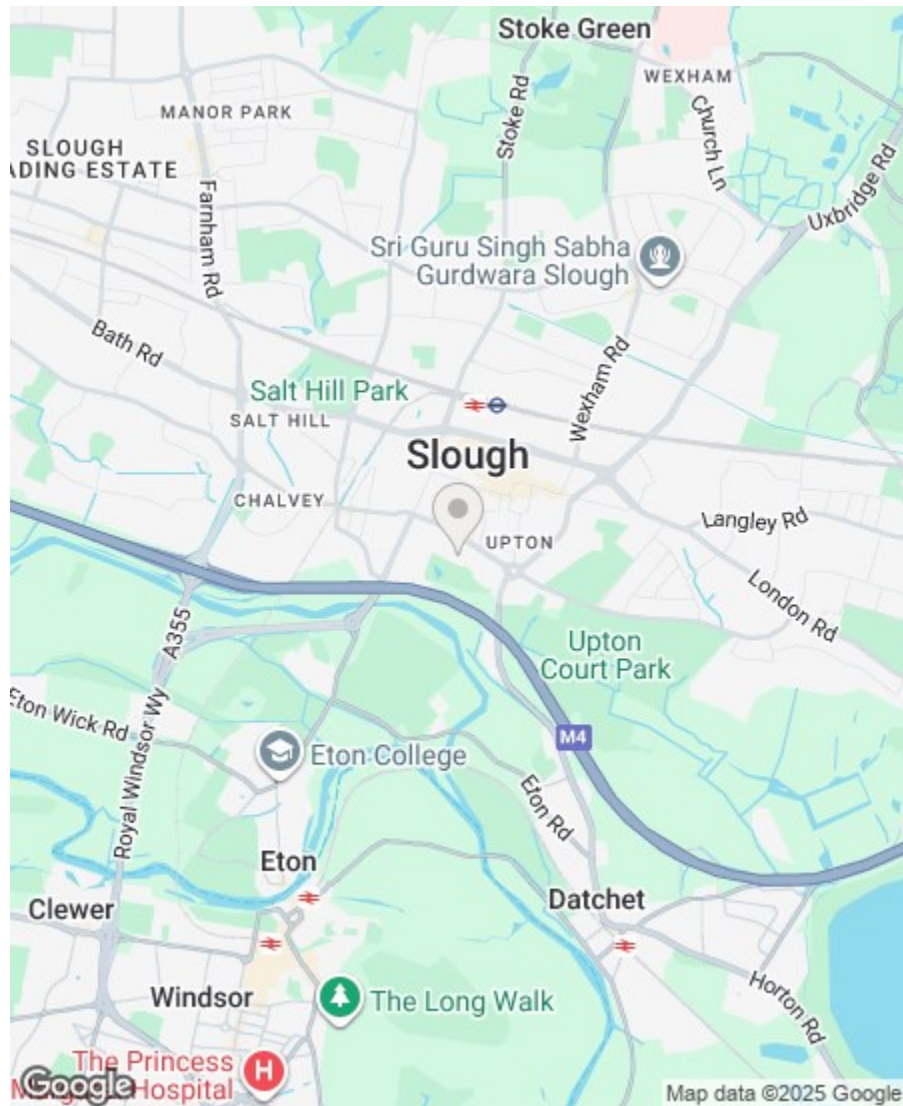 Stoke Green
WEXHAM
MANOR PARK
Stoke Rd
Church Ln
SLOUGH
ADING ESTATE
Uxbridge Rd
Farnham Rd
Sri Guru Singh Sabha
Gurdwara Slough
Bath Rd
Wexham Rd
Salt Hill Park
SALT HILL
Slough
CHALVEY
Langley Rd
UPTON
London Rd
A355
Upton
Court Park
Eton Wick Rd
Royal Windsor Wy
M4
Eton College
Eton Rd
Eton
Datchet
Clewer
Windsor
The Long Walk
Horton Rd
The Princess
Hospital
H
Google
Map data ©2025 Google